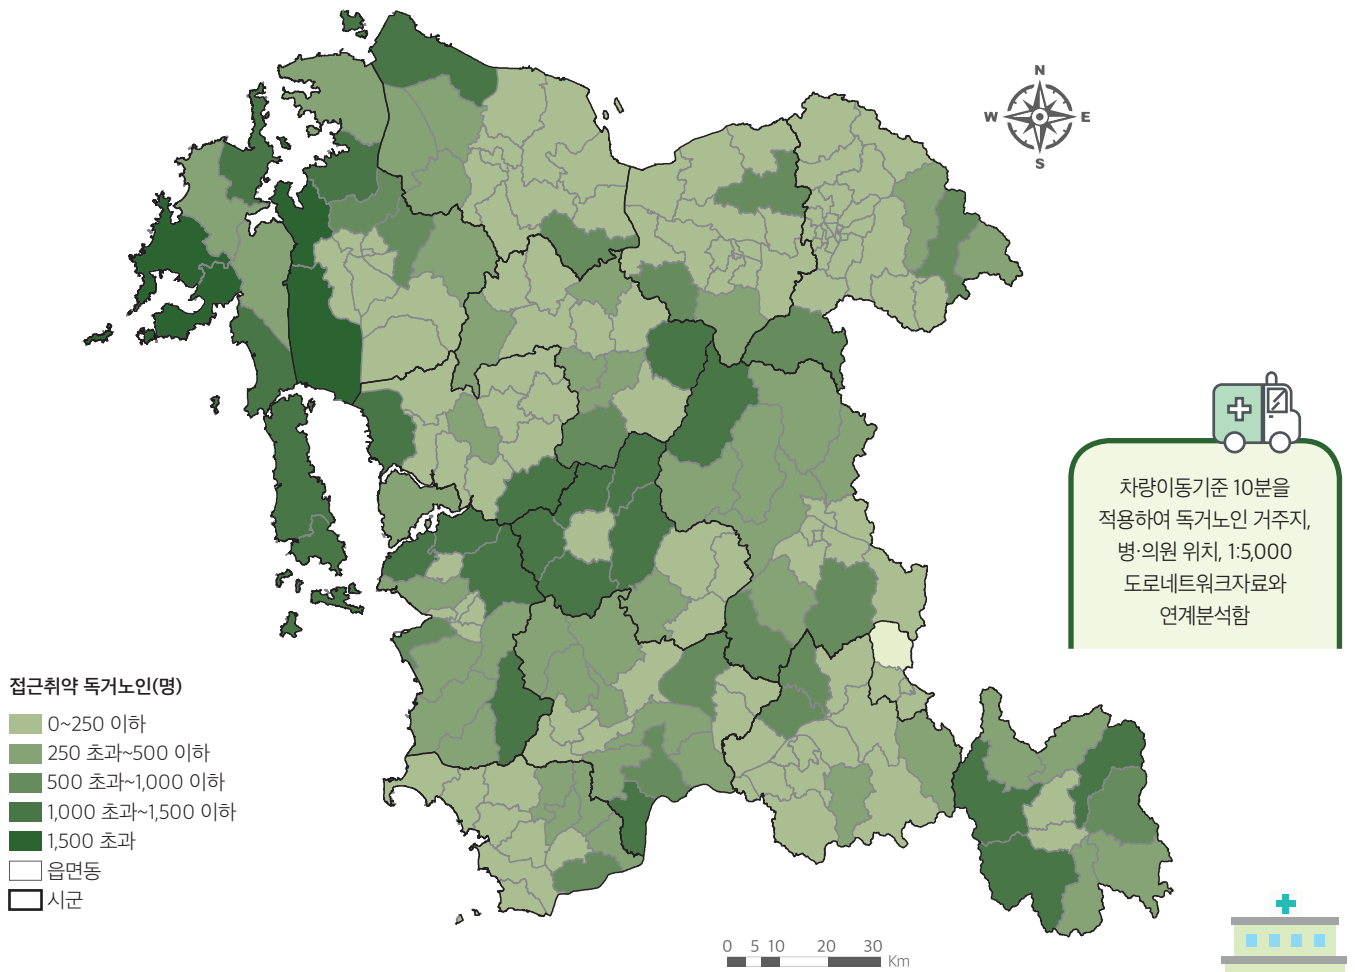 N
W E
S
차량이동기준 10분을
적용하여 독거노인 거주지,
병·의원 위치, 1:5,000
도로네트워크자료와
연계분석함
접근취약 독거노인(명)
0~250 이하
250 초과~500 이하
500 초과~1,000 이하
1,000 초과~1,500 이하
1,500 초과
읍면동
시군
0 5 10 20 30
Km